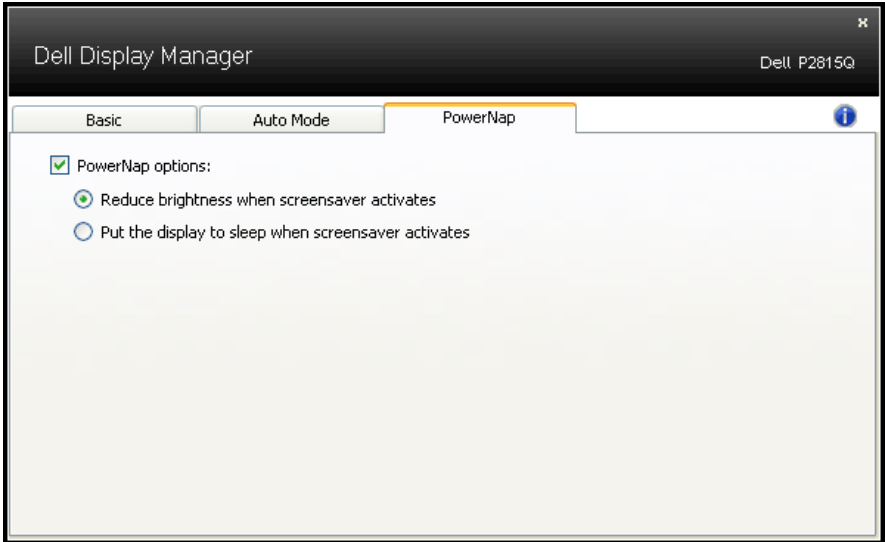 x
Dell Display Manager
Dell P2815Q
Basic Auto Mode PowerNap i
PowerNap options:
Reduce brightness when screensaver activates
Put the display to sleep when screensaver activates